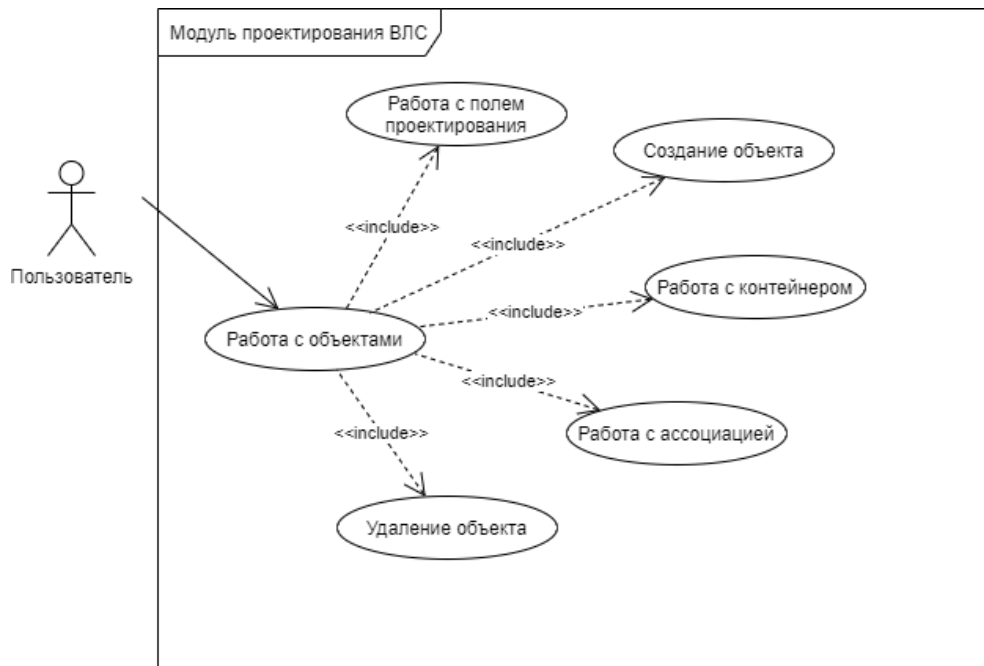 Модуль проектирования ВЛС
Работа с полем
проектирования
Создание объекта
<<include>>
<<include>>
Пользователь
Работа с контейнером
<<include>>
Работа с объектами
<<include>>
Работа с ассоциацией
<<include>>
Удаление объекта